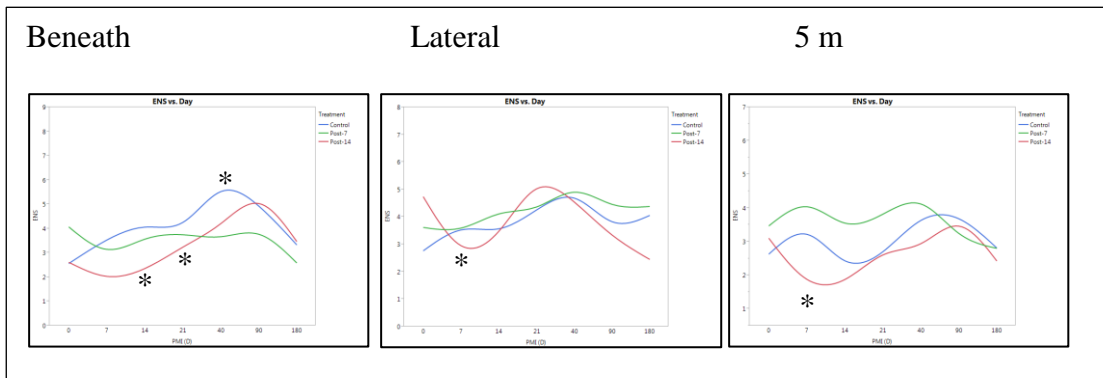 Beneath
Lateral
5 m
ENS vs. Day
9
8
7
6
5
4
3
2
1
0
ENS
0 7 14 21 40 90 180
PMI (D)
Treatment
Control
Post-7
Post-14
*
*
*
ENS vs. Day
8
7
6
5
4
3
2
1
0
ENS
0 7 14 21 40 90 180
PMI (D)
Treatment
Control
Post-7
Post-14
*
ENS vs. Day
7
6
5
4
3
2
1
ENS
0 7 14 21 40 90 180
PMI (D)
Treatment
Control
Post-7
Post-14
*